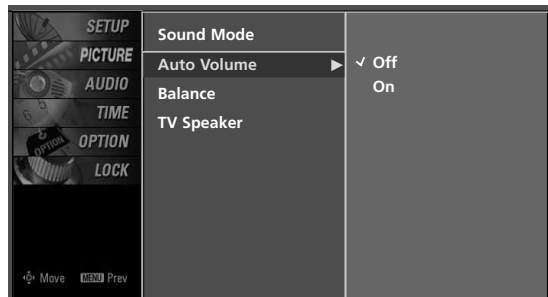 SETUP
PICTURE
AUDIO
TIME
OPTION
LOCK
Move MENU Prev
Sound Mode
Auto Volume
Balance
TV Speaker
Off
On